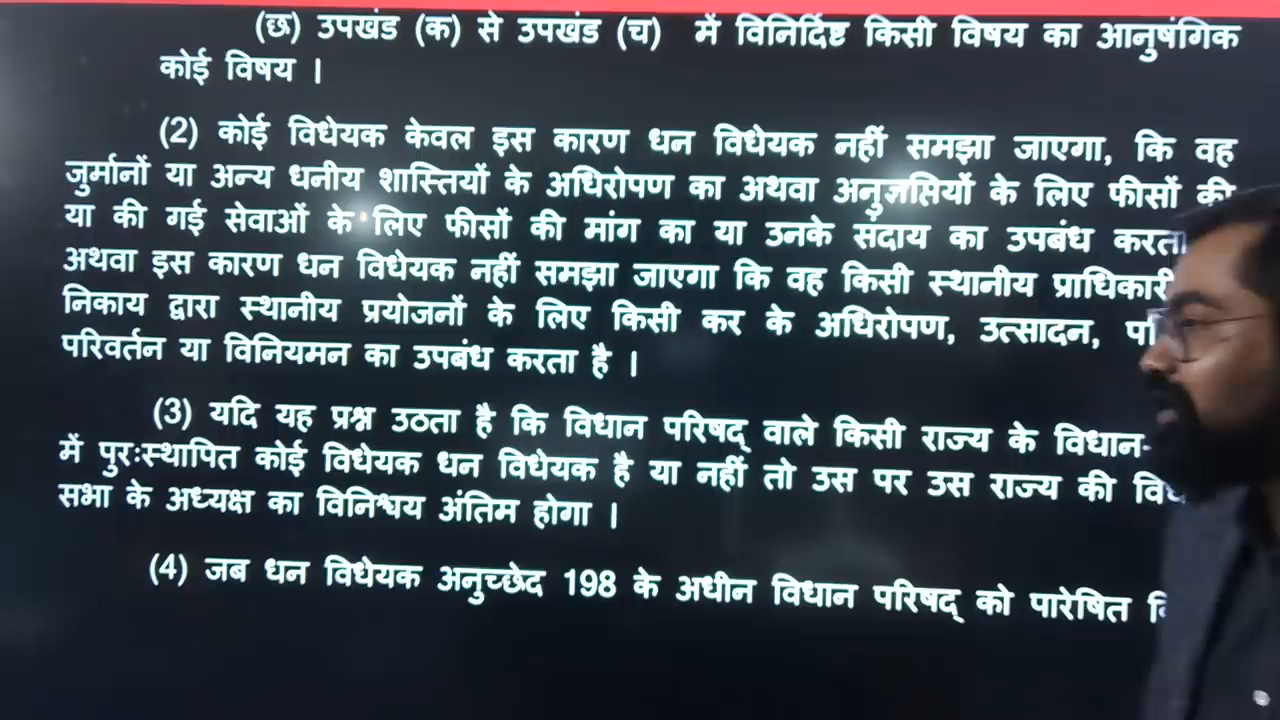 (छ) उपखंड (क) से उपखंड (च) में विनिर्दिष्ट किसी विषय का आनुषंगिक
कोई विषय ।
(2) कोई विधेयक केवल इस कारण धन विधेयक नहीं समझा जाएगा, कि वह
जुर्मानों या अन्य धनीय शास्तियों के अधिरोपण का अथवा अनुज्ञप्तियों के लिए फीसों की
या की गई सेवाओं के लिए फीसों की मांग का या उनके संदाय का उपबंध करता
अथवा इस कारण धन विधेयक नहीं समझा जाएगा कि वह किसी स्थानीय प्राधिकारी
निकाय द्वारा स्थानीय प्रयोजनों के लिए किसी कर के अधिरोपण, उत्सादन,
परिवर्तन या विनियमन का उपबंध करता है ।
(3) यदि यह प्रश्न उठता है कि विधान परिषद् वाले किसी राज्य के विधान-
में पुरःस्थापित कोई विधेयक धन विधेयक है या नहीं तो उस पर उस राज्य की
सभा के अध्यक्ष का विनिश्चय अंतिम होगा ।
(4) जब धन विधेयक अनुच्छेद 198 के अधीन विधान परिषद् को पारेषित